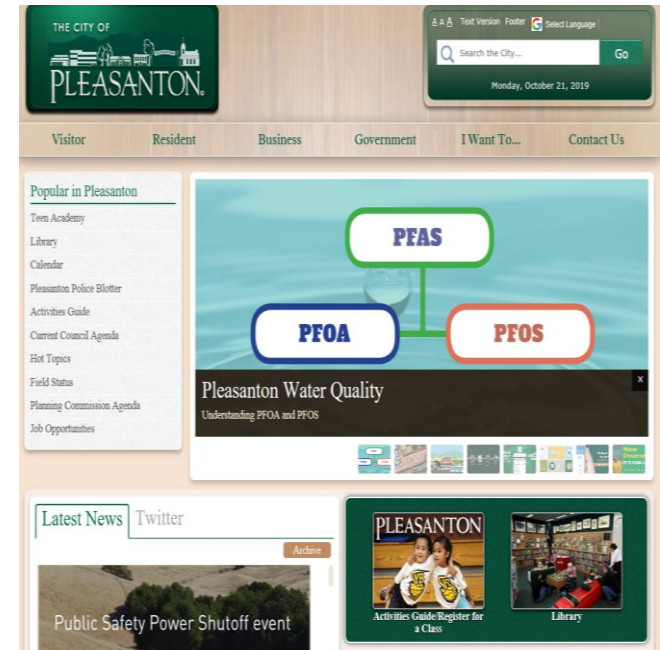 THE CITY OF
PLEASANTON
A A A Text Version Footer Select Language
Search the City...
Go
Monday, October 21, 2019
Visitor Resident Business Government I Want To... Contact Us
Popular in Pleasanton
Teen Academy
Library
Calendar
Pleasanton Police Blotter
Activities Guide
Current Council Agenda
Hot Topics
Field Status
Planning Commission Agenda
Job Opportunities
PFAS
PFOA
PFOS
x
Pleasanton Water Quality
Understanding PFOA and PFOS
Latest News Twitter
Archive
Public Safety Power Shutoff event
PLEASANTON
Activities Guide/Register for
a Class
Library